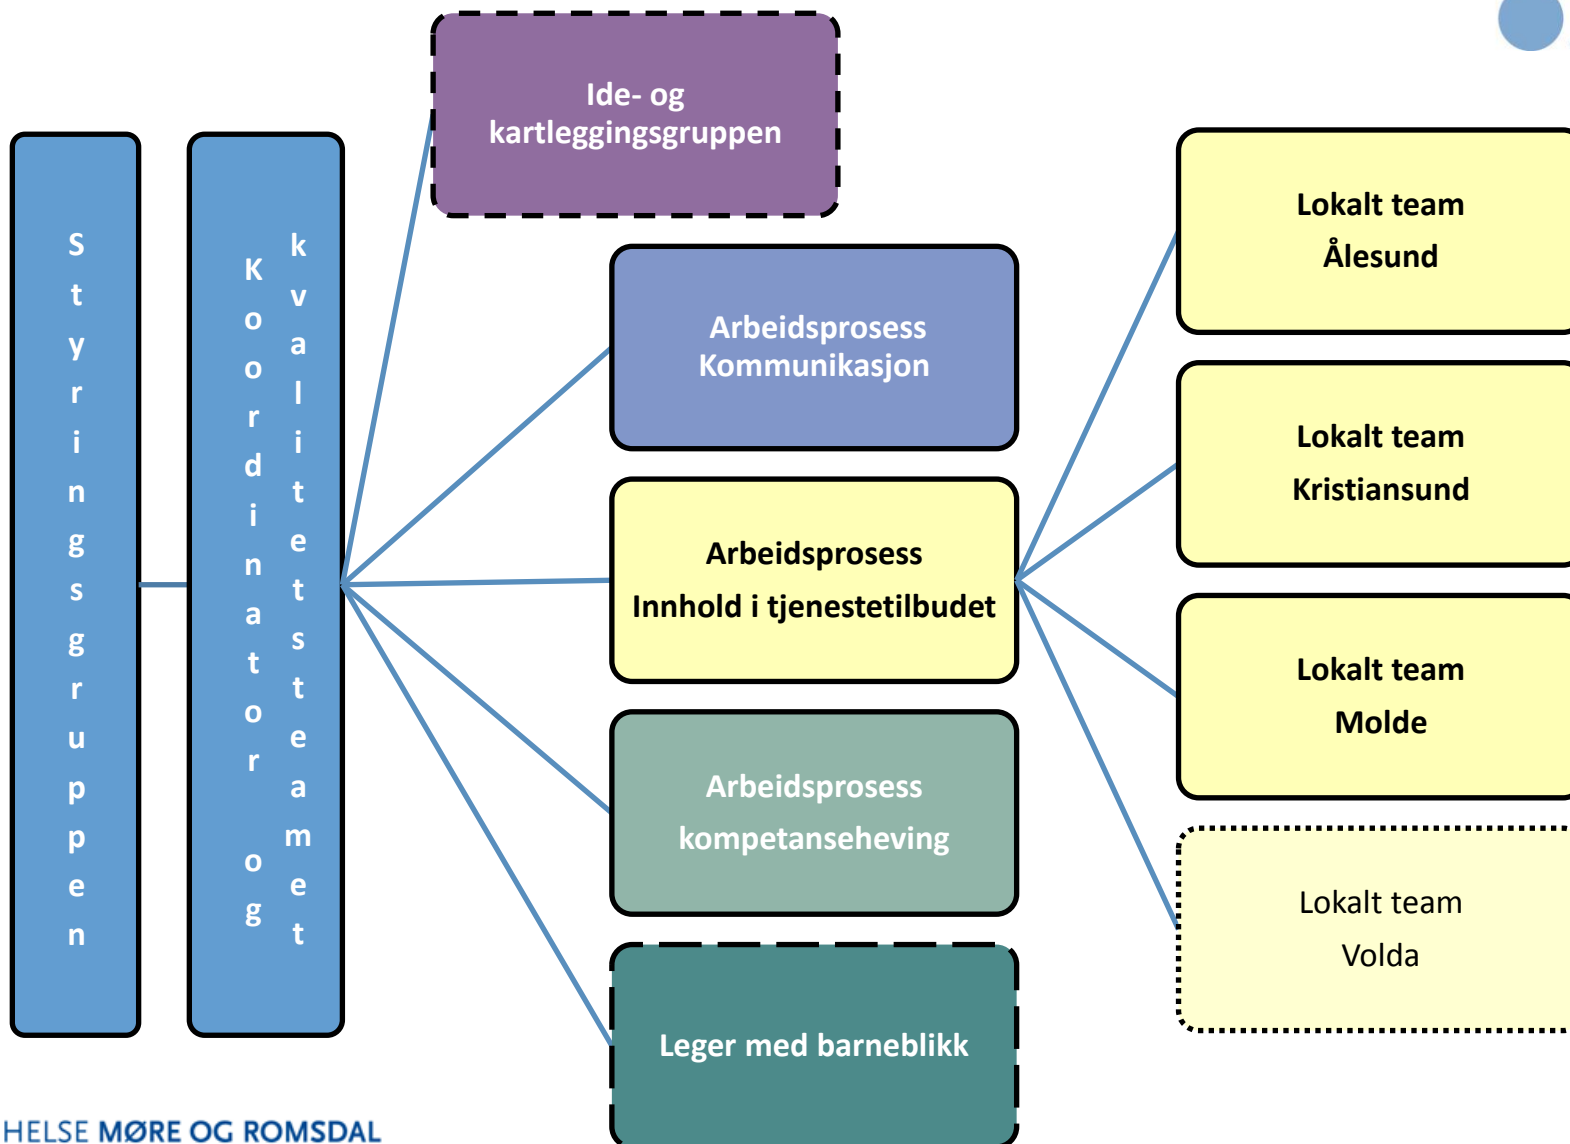 Styringsgruppen
Koordinator og
kvalitetsteamet
Ide- og
kartleggingsgruppen
Arbeidsprosess
Kommunikasjon
Arbeidsprosess
Innhold i tjenestetilbudet
Arbeidsprosess
kompetanseheving
Leger med barneblikk
Lokalt team
Ålesund
Lokalt team
Kristiansund
Lokalt team
Molde
Lokalt team
Volda
HELSE MØRE OG ROMSDAL